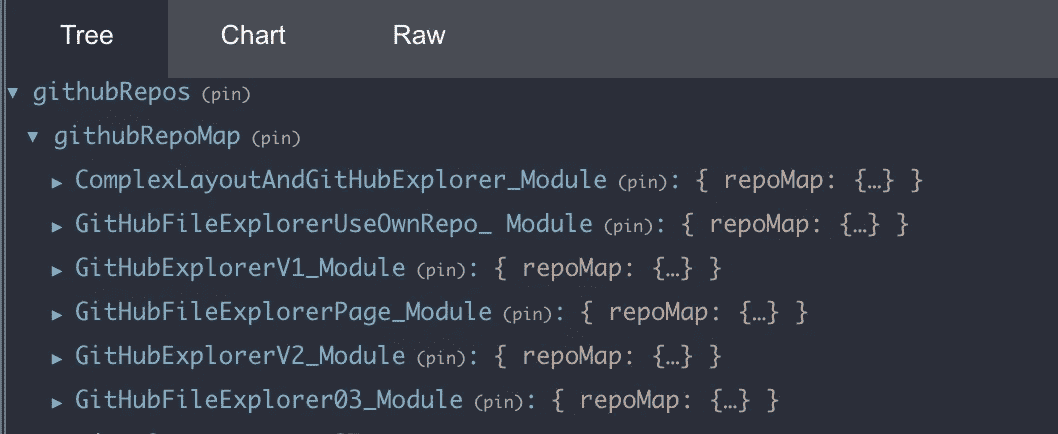 Tree Chart Raw
▼ githubRepos (pin)
▼ githubRepoMap (pin)
▶ ComplexLayoutAndGitHubExplorer_Module (pin): { repoMap: {…} }
▶ GitHubFileExplorerUseOwnRepo_ Module (pin): { repoMap: {…} }
▶ GitHubExplorerV1_Module (pin): { repoMap: {…} }
▶ GitHubFileExplorerPage_Module (pin): { repoMap: {…} }
▶ GitHubExplorerV2_Module (pin): { repoMap: {…} }
▶ GitHubFileExplorer03_Module (pin): { repoMap: {…} }